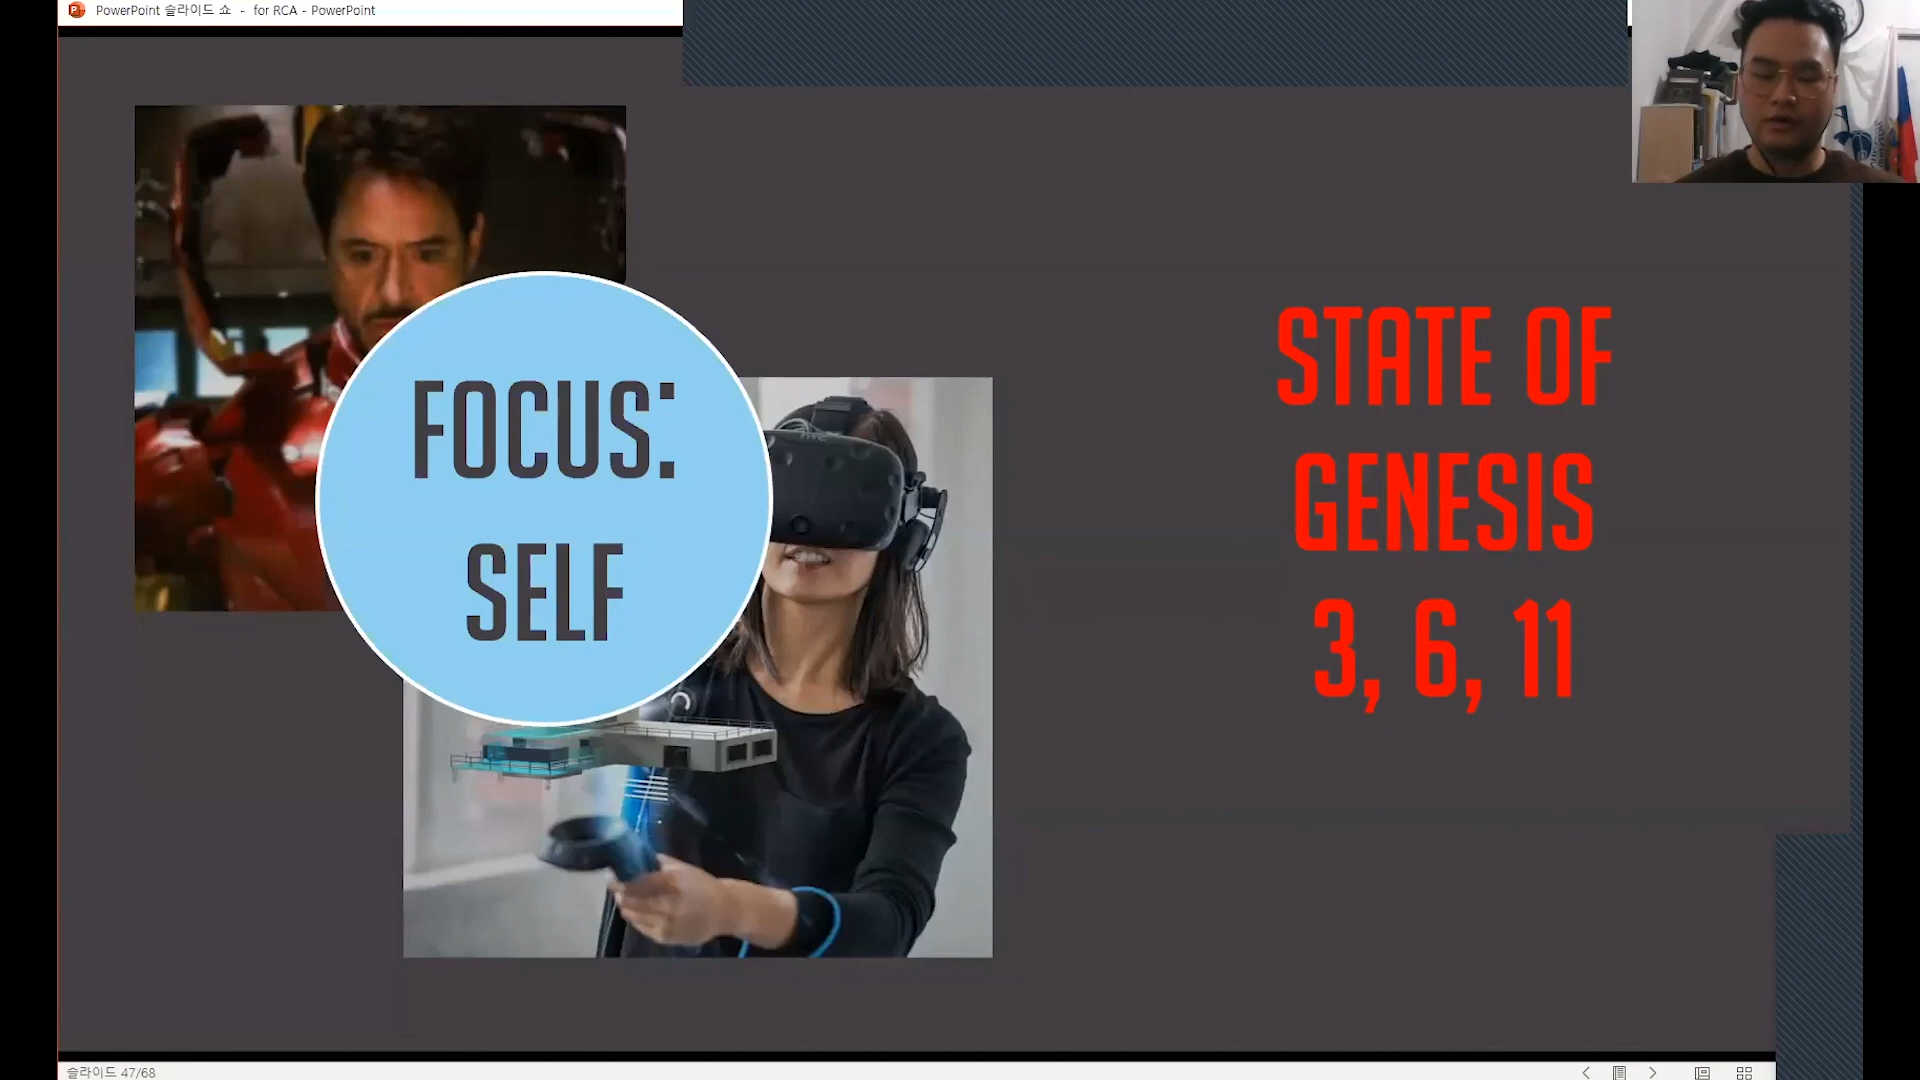 PowerPoint 슬라이드 쇼 - for RCA - PowerPoint
FOCUS:
SELF
STATE OF
GENESIS
3, 6, 11
슬라이드 47/68